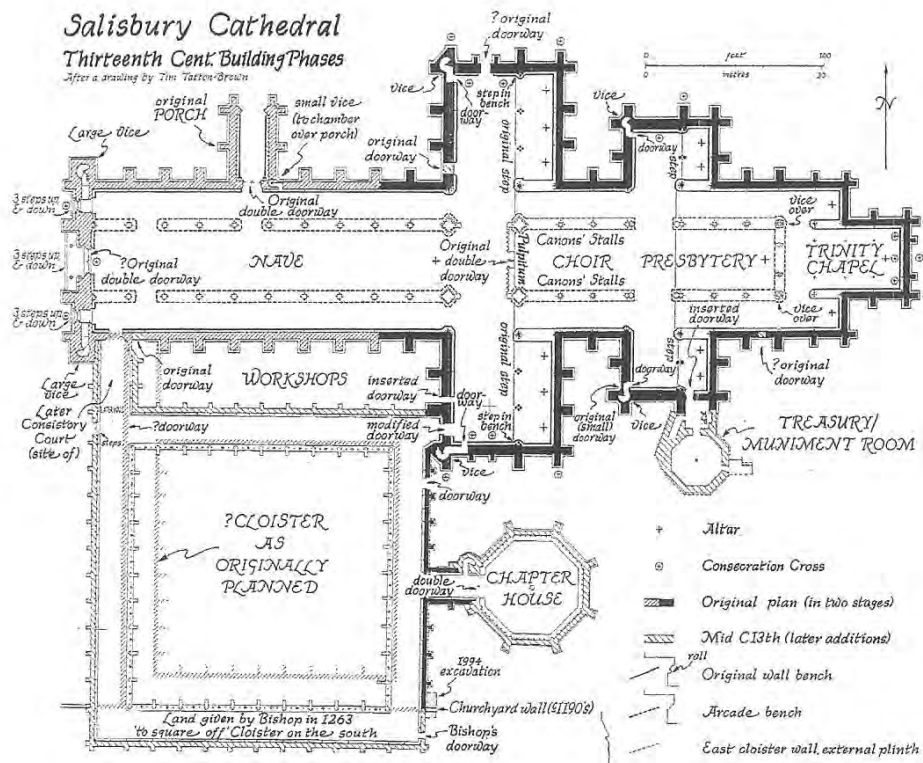 Salisbury Cathedral
Thirteenth Cent. Building Phases
After a drawing by Tim Tatton-Brown
? original
doorway
feet
0
100
0
metres
20
N
vice
door-
way
step in
bench
original step
vice
doorway
step
original
PORCH
small vice
(to chamber
over porch)
original
doorway
Large vice
Original
double doorway
3 steps up
& down
3 steps up
& down
3 steps up
& down
? Original
double doorway
NAVE
Original
double
doorway
Pulpitum
Canons' Stalls
CHOIR
Canons' Stalls
PRESBYTERY
vice
over
TRINITY
CHAPEL
vice
over
inserted
doorway
? original
doorway
Large
vice
original
doorway
WORKSHOPS
inserted
doorway
modified
doorway
door-
way
step in
bench
original step
vice
doorway
original
(small)
doorway
doorway
vice
step
TREASURY/
MUNIMENT ROOM
Later
Consistory
Court
(site of)
steps
? doorway
? CLOISTER
AS
ORIGINALLY
PLANNED
double
doorway
CHAPTER
HOUSE
1994
excavation
Churchyard wall (c1190's)
Bishop's
doorway
Land given by Bishop in 1263
'to square off' Cloister on the south
+ Altar
Consecration Cross
Original plan (in two stages)
Mid C13th (later additions)
roll
Original wall bench
Arcade bench
East cloister wall, external plinth